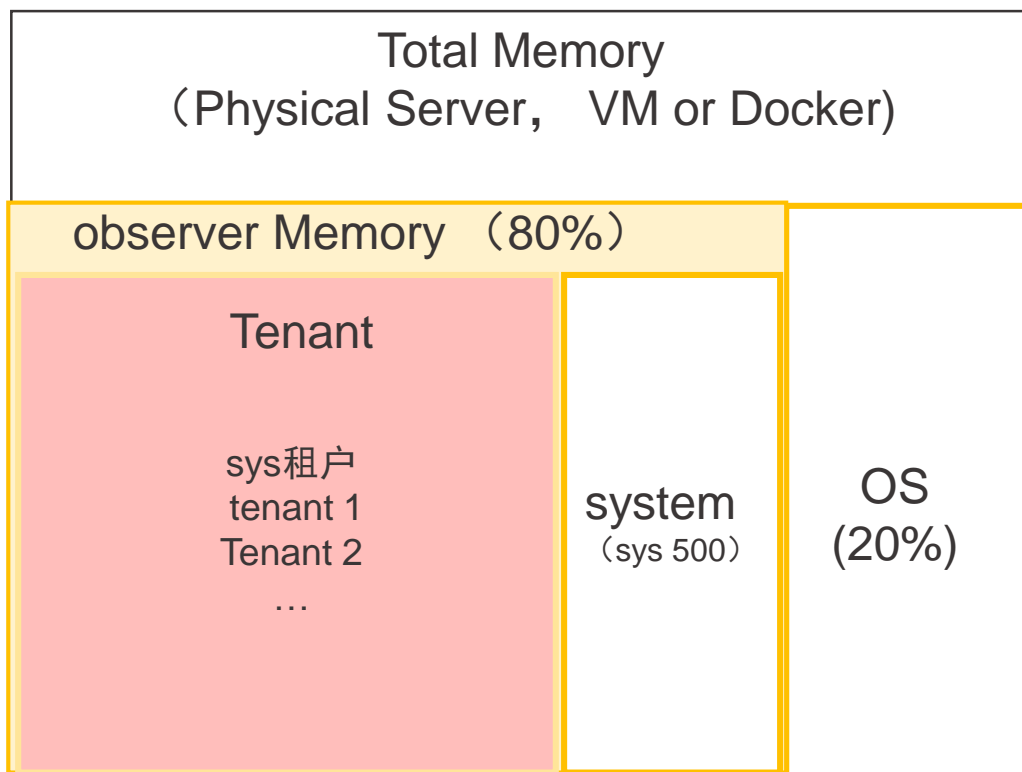 Total Memory
（Physical Server， VM or Docker)
observer Memory （80%）
Tenant
sys租户
tenant 1
Tenant 2
…
system
（sys 500）
OS
(20%)